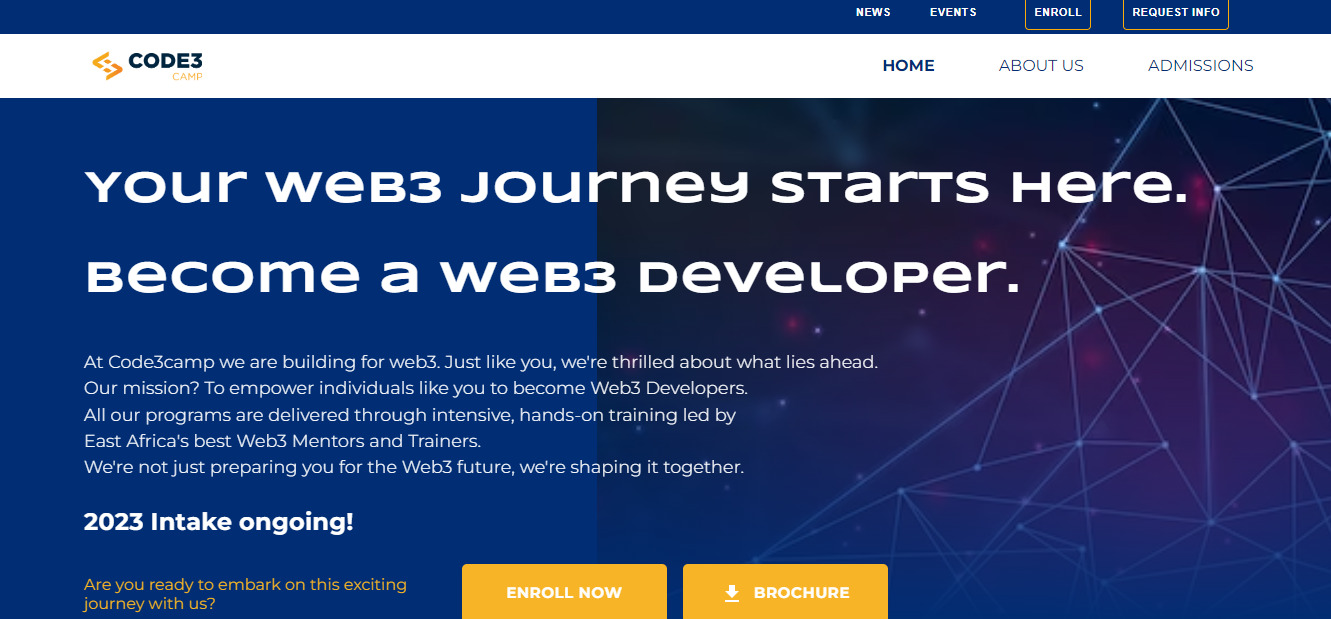 NEWS EVENTS ENROLL REQUEST INFO
CODE3
CAMP
HOME ABOUT US ADMISSIONS
Your Web3 Journey Starts Here.
Become a Web3 Developer.
At Code3camp we are building for web3. Just like you, we're thrilled about what lies ahead.
Our mission? To empower individuals like you to become Web3 Developers.
All our programs are delivered through intensive, hands-on training led by
East Africa's best Web3 Mentors and Trainers.
We're not just preparing you for the Web3 future, we're shaping it together.
2023 Intake ongoing!
Are you ready to embark on this exciting
journey with us?
ENROLL NOW BROCHURE